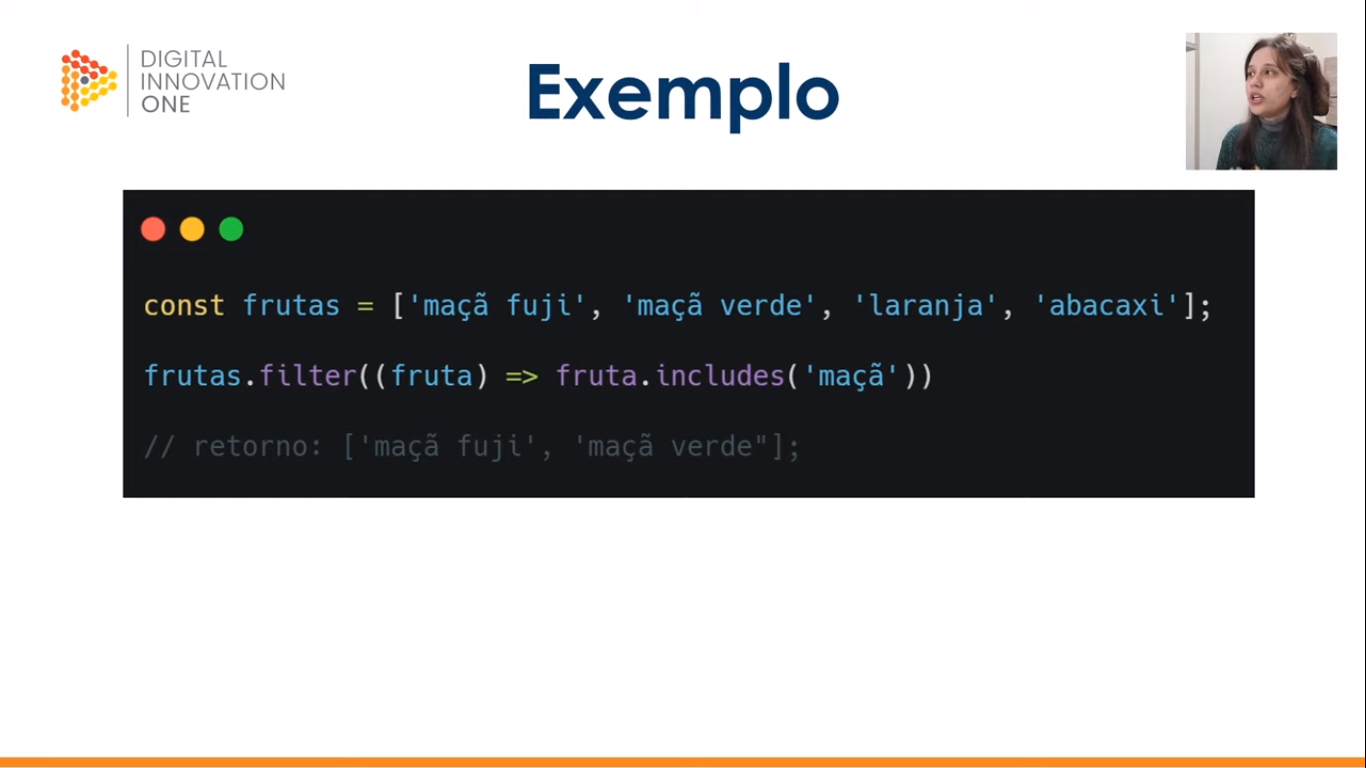 DIGITAL
INNOVATION
ONE
Exemplo
const frutas = ['maçã fuji', 'maçã verde', 'laranja', 'abacaxi'];
frutas.filter((fruta) => fruta.includes('maçã'))
// retorno: ['maçã fuji', 'maçã verde"];